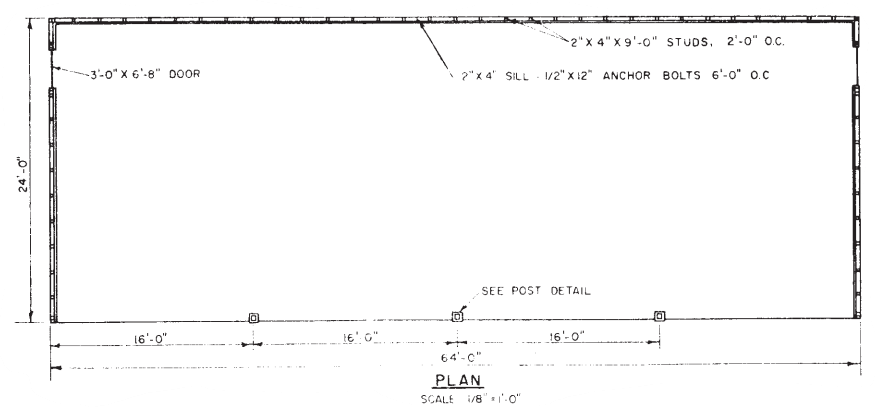 2" X 4" X 9'-0" STUDS, 2'-0" O.C.
3'-0" X 6'-8" DOOR
2" X 4" SILL - 1/2" X 12" ANCHOR BOLTS 6'-0" O.C
24'-0"
SEE POST DETAIL
16'-0" 16'-0" 16'-0"
64'-0"
PLAN
SCALE 1/8" = 1'-0"